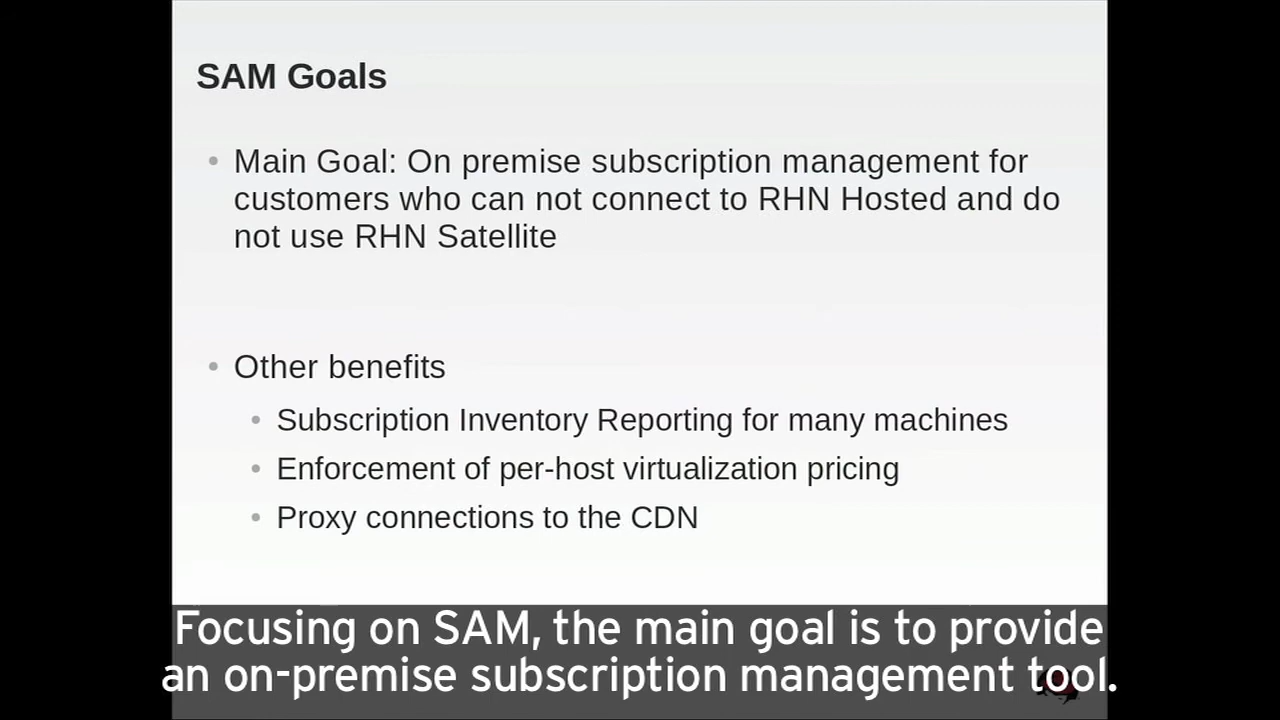 SAM Goals
Main Goal: On premise subscription management for
customers who can not connect to RHN Hosted and do
not use RHN Satellite
Other benefits
Subscription Inventory Reporting for many machines
Enforcement of per-host virtualization pricing
Proxy connections to the CDN
Focusing on SAM, the main goal is to provide
an on-premise subscription management tool.